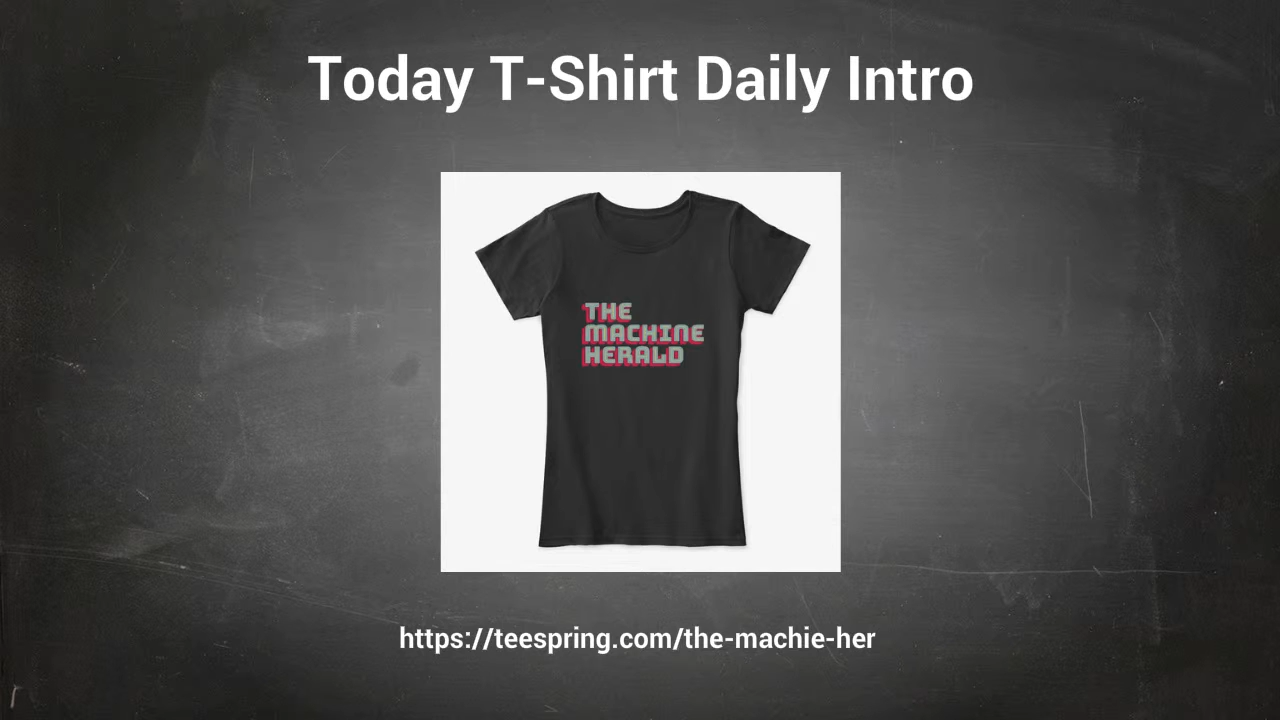 Today T-Shirt Daily Intro
THE
MACHINE
HERALD
https://teespring.com/the-machie-her